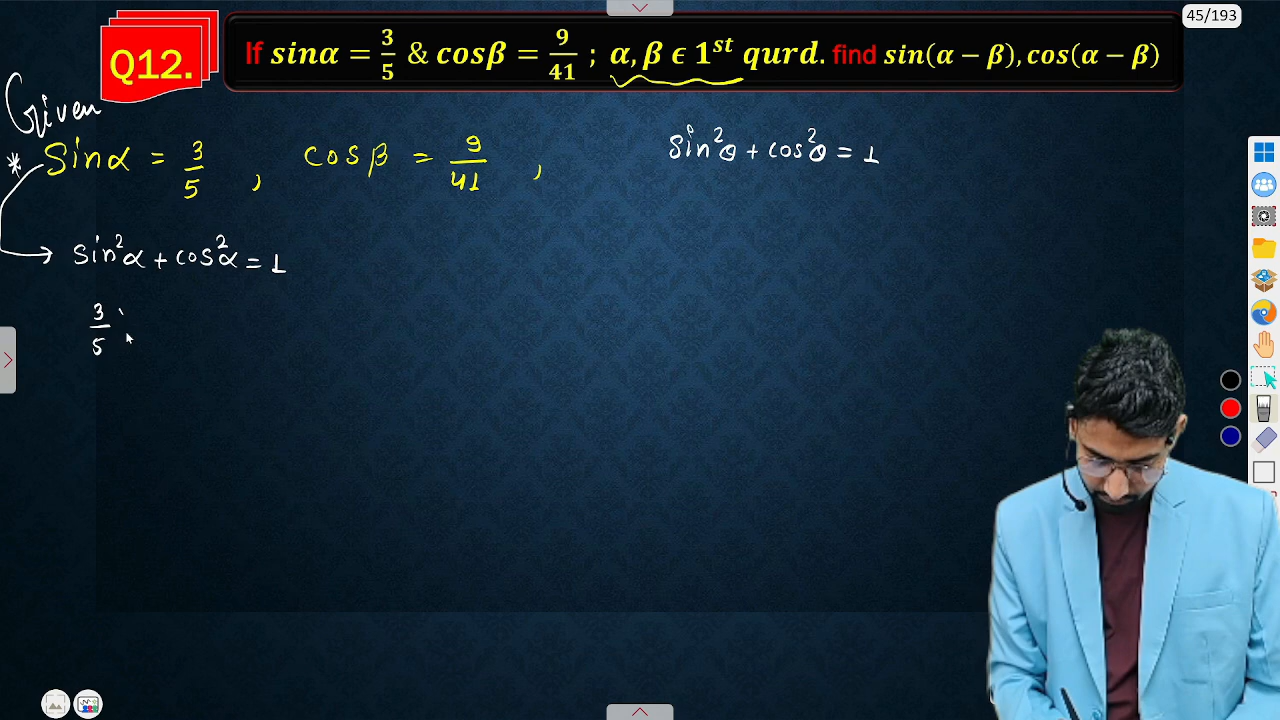 45/193
Q12.
If sinα = 3/5 & cosβ = 9/41 ; α, β ϵ 1st qurd. find sin(α − β), cos(α − β)
Given
* Sinα = 3/5 , cosβ = 9/41 ,
sin²θ + cos²θ = 1
sin²α + cos²α = 1
3/5